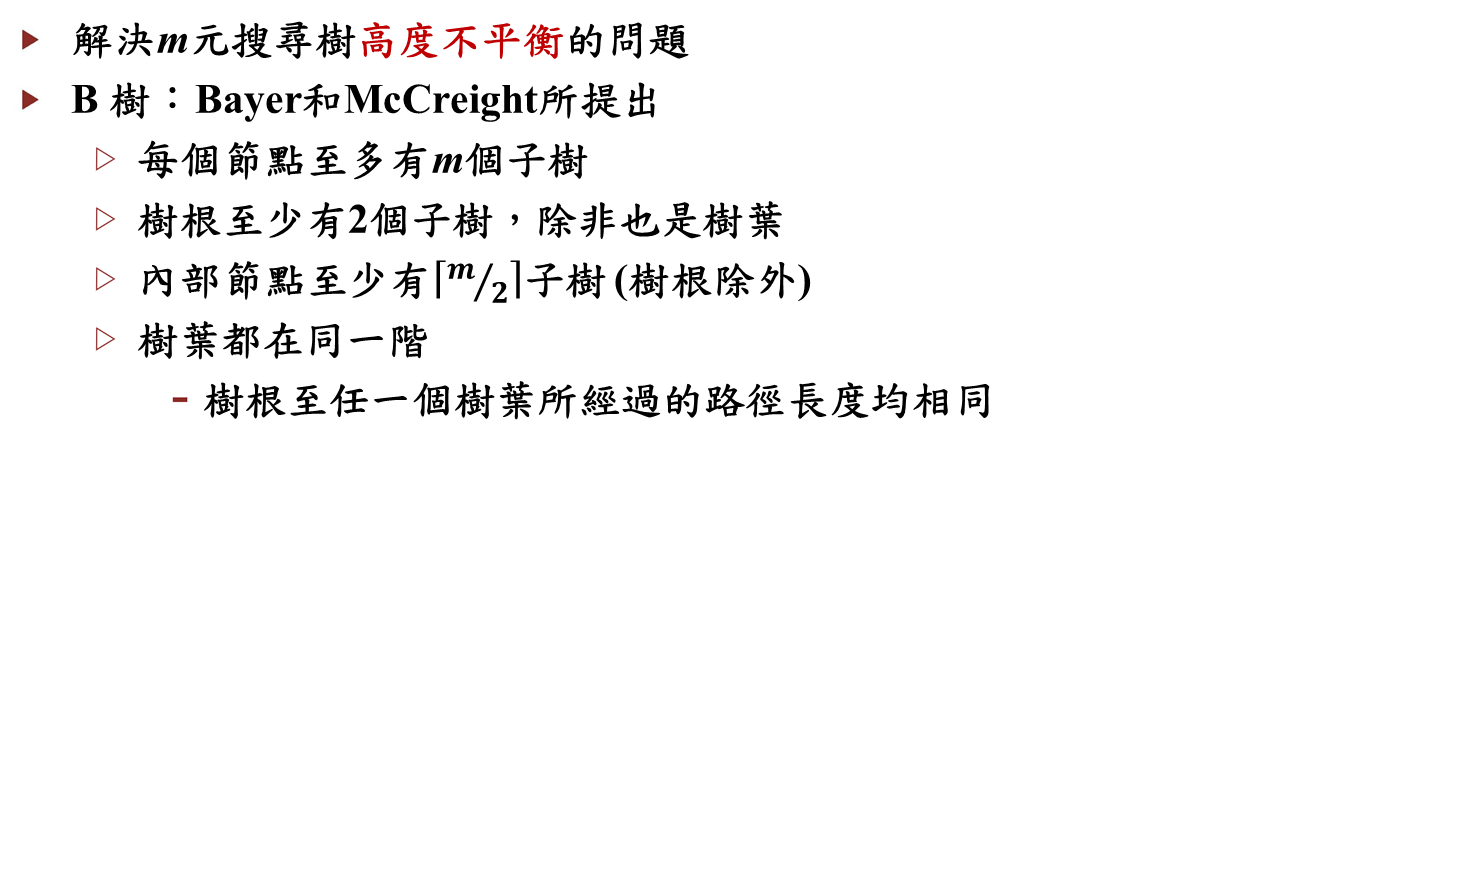 解決m元搜尋樹高度不平衡的問題
B 樹：Bayer和McCreight所提出
每個節點至多有m個子樹
樹根至少有2個子樹，除非也是樹葉
內部節點至少有⌈m/2⌉子樹 (樹根除外)
樹葉都在同一階
- 樹根至任一個樹葉所經過的路徑長度均相同